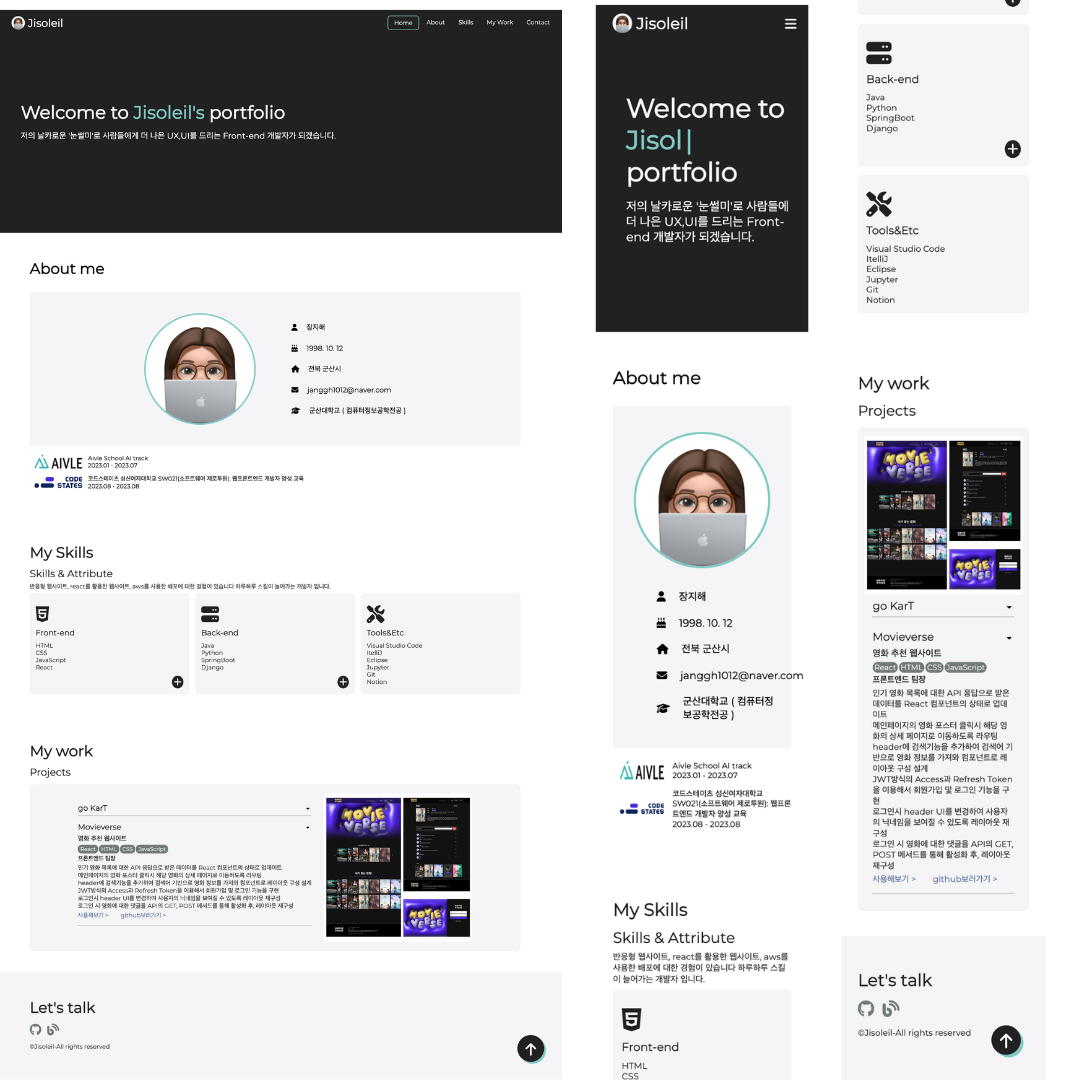 Jisoleil
Home About Skills My Work Contact
Welcome to Jisoleil's portfolio
저의 날카로운 '눈썰미'로 사람들에게 더 나은 UX,UI를 드리는 Front-end 개발자가 되겠습니다.
About me
장지해
1998. 10. 12
전북 군산시
janggh1012@naver.com
군산대학교 ( 컴퓨터정보공학전공 )
AIVLE
Aivle School AI track
2023.01 - 2023.07
CODE
STATES
코드스테이츠 성신여자대학교 SW021(소프트웨어 제로투원): 웹프론트엔드 개발자 양성 교육
2023.08 - 2023.08
My Skills
Skills & Attribute
반응형 웹사이트, react를 활용한 웹사이트, aws를 사용한 배포에 대한 경험이 있습니다 하루하루 스킬이 늘어가는 개발자 입니다.
Front-end
HTML
CSS
JavaScript
React
Back-end
Java
Python
SpringBoot
Django
Tools&Etc
Visual Studio Code
ItelliJ
Eclipse
Jupyter
Git
Notion
My work
Projects
go KarT
Movieverse
영화 추천 웹사이트
React HTML CSS JavaScript
프론트엔드 팀장
인기 영화 목록에 대한 API 응답으로 받은 데이터를 React 컴포넌트의 상태로 업데이트
메인페이지의 영화 포스터 클릭시 해당 영화의 상세 페이지로 이동하도록 라우팅
header에 검색기능을 추가하여 검색어 기반으로 영화 정보를 가져와 컴포넌트로 레이아웃 구성 설계
JWT방식의 Access과 Refresh Token을 이용해서 회원가입 및 로그인 기능을 구현
로그인시 header UI를 변경하여 사용자의 닉네임을 보여질 수 있도록 레이아웃 재구성
로그인 시 영화에 대한 댓글을 API의 GET, POST 메서드를 통해 활성화 후, 레이아웃 재구성
사용해보기 > github보러가기 >
MOVIE
VERSE
MOVIE
VERSE
Let's talk
©Jisoleil-All rights reserved
Jisoleil
Welcome to
Jisol|
portfolio
저의 날카로운 '눈썰미'로 사람들에게
더 나은 UX,UI를 드리는 Front-
end 개발자가 되겠습니다.
About me
장지해
1998. 10. 12
전북 군산시
janggh1012@naver.com
군산대학교 ( 컴퓨터정
보공학전공 )
AIVLE
Aivle School AI track
2023.01 - 2023.07
CODE
STATES
코드스테이츠 성신여자대학교
SW021(소프트웨어 제로투원): 웹프론
트엔드 개발자 양성 교육
2023.08 - 2023.08
My Skills
Skills & Attribute
반응형 웹사이트, react를 활용한 웹사이트, aws를
사용한 배포에 대한 경험이 있습니다 하루하루 스킬
이 늘어가는 개발자 입니다.
Front-end
HTML
CSS
Back-end
Java
Python
SpringBoot
Django
Tools&Etc
Visual Studio Code
ItelliJ
Eclipse
Jupyter
Git
Notion
My work
Projects
MOVIE
VERSE
MOVIE
VERSE
go KarT
Movieverse
영화 추천 웹사이트
React HTML CSS JavaScript
프론트엔드 팀장
인기 영화 목록에 대한 API 응답으로 받은
데이터를 React 컴포넌트의 상태로 업데
이트
메인페이지의 영화 포스터 클릭시 해당 영
화의 상세 페이지로 이동하도록 라우팅
header에 검색기능을 추가하여 검색어 기
반으로 영화 정보를 가져와 컴포넌트로 레
이아웃 구성 설계
JWT방식의 Access과 Refresh Token
을 이용해서 회원가입 및 로그인 기능을 구
현
로그인시 header UI를 변경하여 사용자
의 닉네임을 보여질 수 있도록 레이아웃 재
구성
로그인 시 영화에 대한 댓글을 API의 GET,
POST 메서드를 통해 활성화 후, 레이아웃
재구성
사용해보기 > github보러가기 >
Let's talk
©Jisoleil-All rights reserved